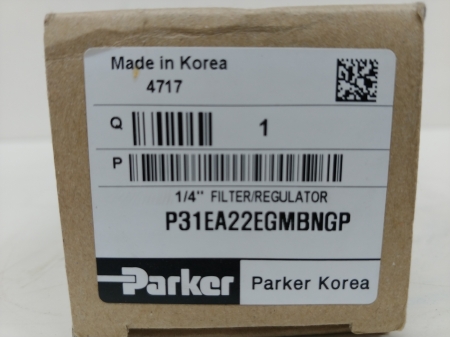 Made in Korea
4717
Q 1
P
1/4" FILTER/REGULATOR
P31EA22EGMBNGP
Parker Parker Korea